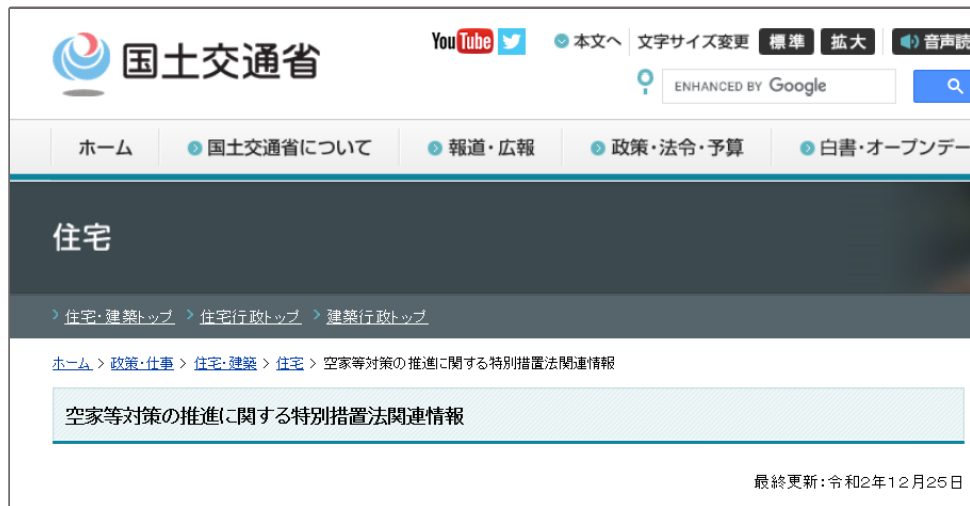 国土交通省
YouTube
本文へ 文字サイズ変更 標準 拡大 音声読
ENHANCED BY Google
ホーム 国土交通省について 報道・広報 政策・法令・予算 白書・オープンデー
住宅
住宅・建築トップ 住宅行政トップ 建築行政トップ
ホーム > 政策・仕事 > 住宅・建築 > 住宅 > 空家等対策の推進に関する特別措置法関連情報
空家等対策の推進に関する特別措置法関連情報
最終更新:令和2年12月25日